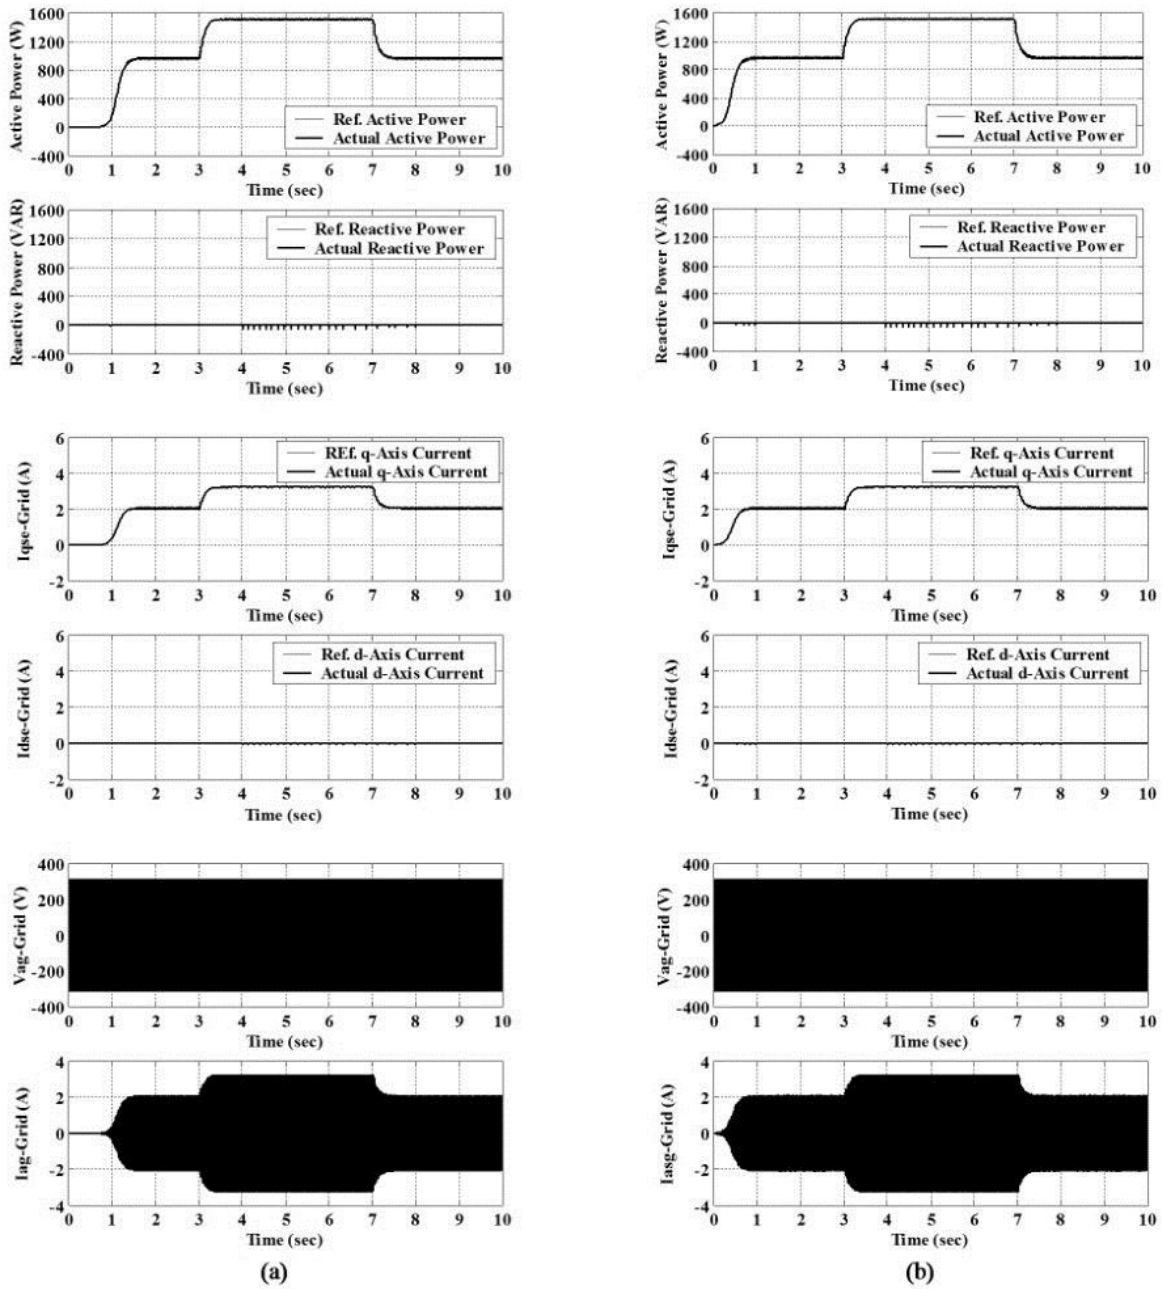 1600
1200
800
400
0
-400
Active Power (W)
Ref. Active Power
Actual Active Power
0 1 2 3 4 5 6 7 8 9 10
Time (sec)
1600
1200
800
400
0
-400
Reactive Power (VAR)
Ref. Reactive Power
Actual Reactive Power
0 1 2 3 4 5 6 7 8 9 10
Time (sec)
6
4
2
0
-2
Iqse-Grid (A)
REf. q-Axis Current
Actual q-Axis Current
0 1 2 3 4 5 6 7 8 9 10
Time (sec)
6
4
2
0
-2
Idse-Grid (A)
Ref. d-Axis Current
Actual d-Axis Current
0 1 2 3 4 5 6 7 8 9 10
Time (sec)
400
200
0
-200
-400
Vag-Grid (V)
0 1 2 3 4 5 6 7 8 9 10
Time (sec)
4
2
0
-2
-4
Iag-Grid (A)
0 1 2 3 4 5 6 7 8 9 10
Time (sec)
(a)
1600
1200
800
400
0
-400
Active Power (W)
Ref. Active Power
Actual Active Power
0 1 2 3 4 5 6 7 8 9 10
Time (sec)
1600
1200
800
400
0
-400
Reactive Power (VAR)
Ref. Reactive Power
Actual Reactive Power
0 1 2 3 4 5 6 7 8 9 10
Time (sec)
6
4
2
0
-2
Iqse-Grid (A)
Ref. q-Axis Current
Actual q-Axis Current
0 1 2 3 4 5 6 7 8 9 10
Time (sec)
6
4
2
0
-2
Idse-Grid (A)
Ref. d-Axis Current
Actual d-Axis Current
0 1 2 3 4 5 6 7 8 9 10
Time (sec)
400
200
0
-200
-400
Vag-Grid (V)
0 1 2 3 4 5 6 7 8 9 10
Time (sec)
4
2
0
-2
-4
Iasg-Grid (A)
0 1 2 3 4 5 6 7 8 9 10
Time (sec)
(b)